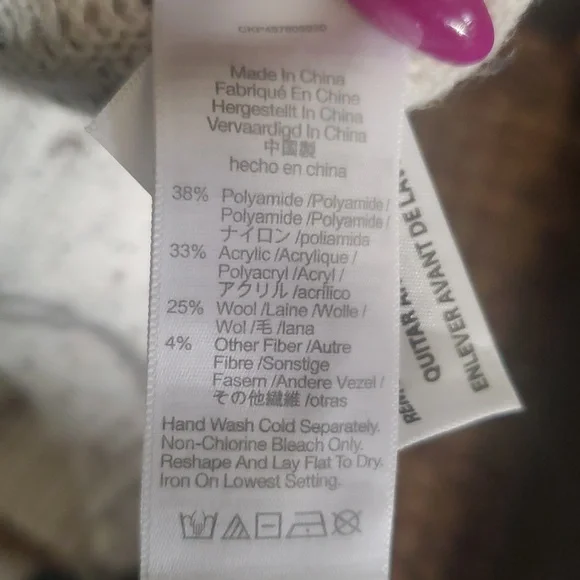 Made In China
Fabriqué En Chine
Hergestellt In China
Vervaardigd In China
中国製
hecho en china
38% Polyamide /Polyamide /
Polyamide /Polyamide /
ナイロン /poliamida
33% Acrylic /Acrylique /
Polyacryl /Acryl /
アクリル /acrílico
25% Wool /Laine /Wolle /
Wol /毛 /lana
4% Other Fiber /Autre
Fibre /Sonstige
Fasern /Andere Vezel /
その他繊維 /otras
Hand Wash Cold Separately.
Non-Chlorine Bleach Only.
Reshape And Lay Flat To Dry.
Iron On Lowest Setting.
QUITAR
ENLEVER AVANT DE LA